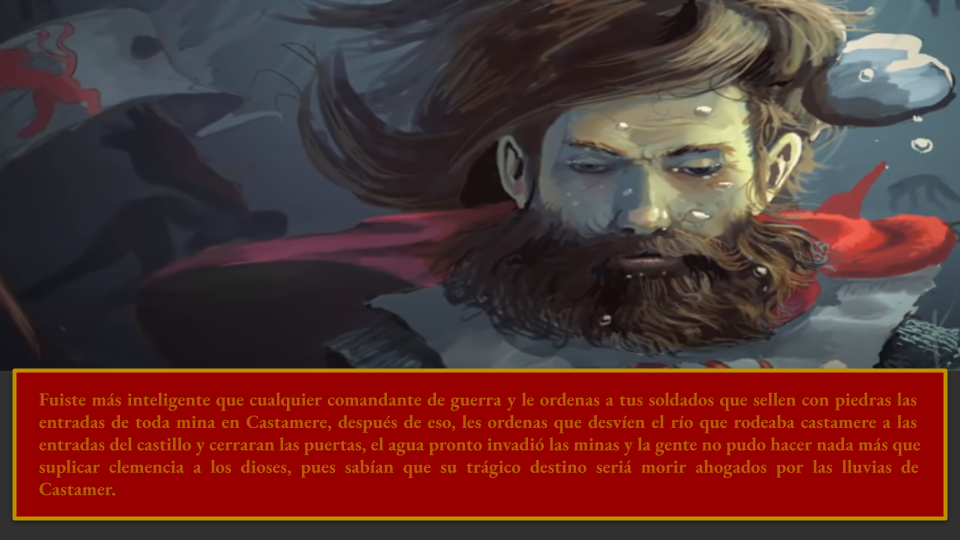 Fuiste más inteligente que cualquier comandante de guerra y le ordenas a tus soldados que sellen con piedras las
entradas de toda mina en Castamere, después de eso, les ordenas que desvíen el río que rodeaba castamere a las
entradas del castillo y cerraran las puertas, el agua pronto invadió las minas y la gente no pudo hacer nada más que
suplicar clemencia a los dioses, pues sabían que su trágico destino seriá morir ahogados por las lluvias de
Castamer.